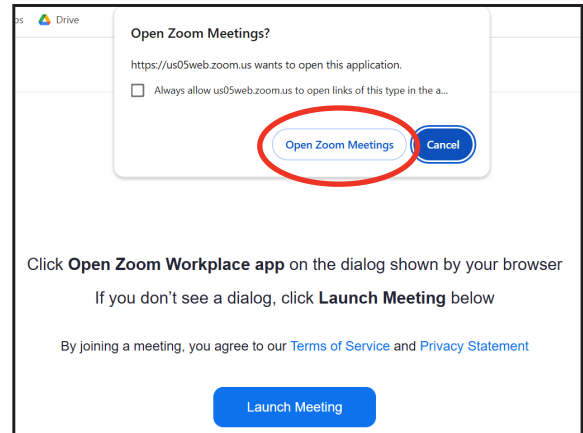 os Drive
Open Zoom Meetings?
https://us05web.zoom.us wants to open this application.
Always allow us05web.zoom.us to open links of this type in the a...
Open Zoom Meetings Cancel
Click Open Zoom Workplace app on the dialog shown by your browser
If you don't see a dialog, click Launch Meeting below
By joining a meeting, you agree to our Terms of Service and Privacy Statement
Launch Meeting